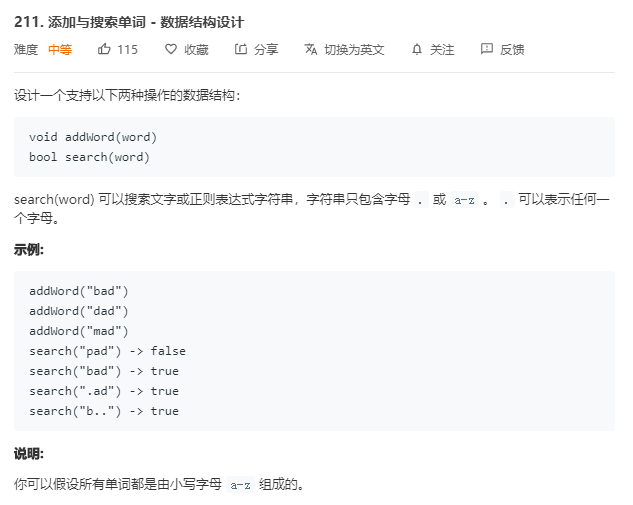 211. 添加与搜索单词 - 数据结构设计
难度 中等 115 收藏 分享 切换为英文 关注 反馈
设计一个支持以下两种操作的数据结构：
void addWord(word)
bool search(word)
search(word) 可以搜索文字或正则表达式字符串，字符串只包含字母 . 或 a-z 。 . 可以表示任何一
个字母。
示例:
addWord("bad")
addWord("dad")
addWord("mad")
search("pad") -> false
search("bad") -> true
search(".ad") -> true
search("b..") -> true
说明:
你可以假设所有单词都是由小写字母 a-z 组成的。